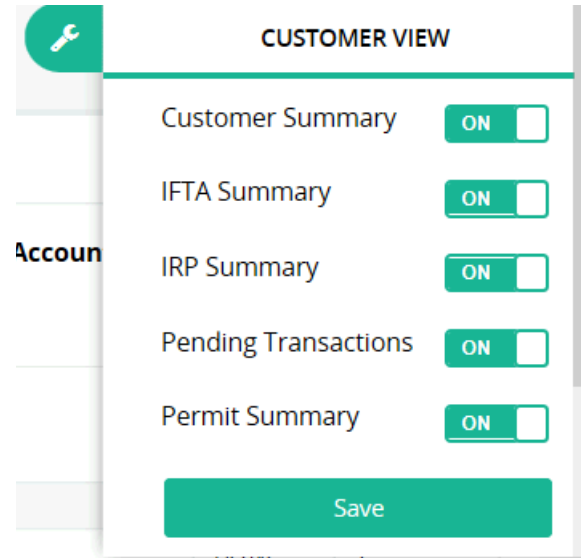 CUSTOMER VIEW
Customer Summary ON
IFTA Summary ON
Accoun
IRP Summary ON
Pending Transactions ON
Permit Summary ON
Save